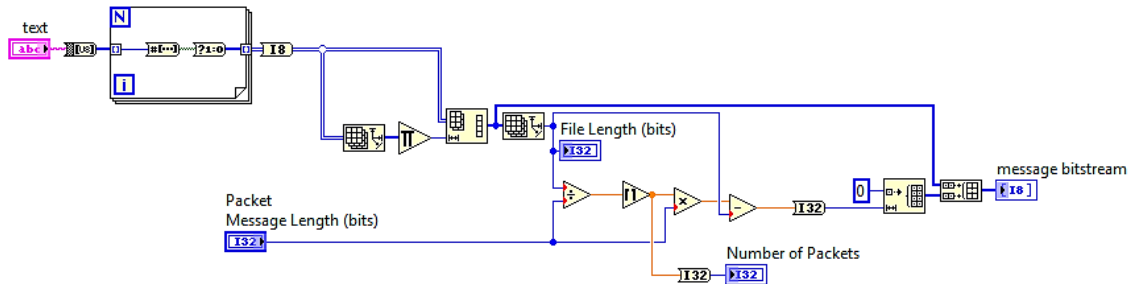 text
abc
[U8]
N
#[...]
?1:0
I8
i
File Length (bits)
I32
Packet
Message Length (bits)
I32
0
I32
message bitstream
I8
Number of Packets
I32
I32